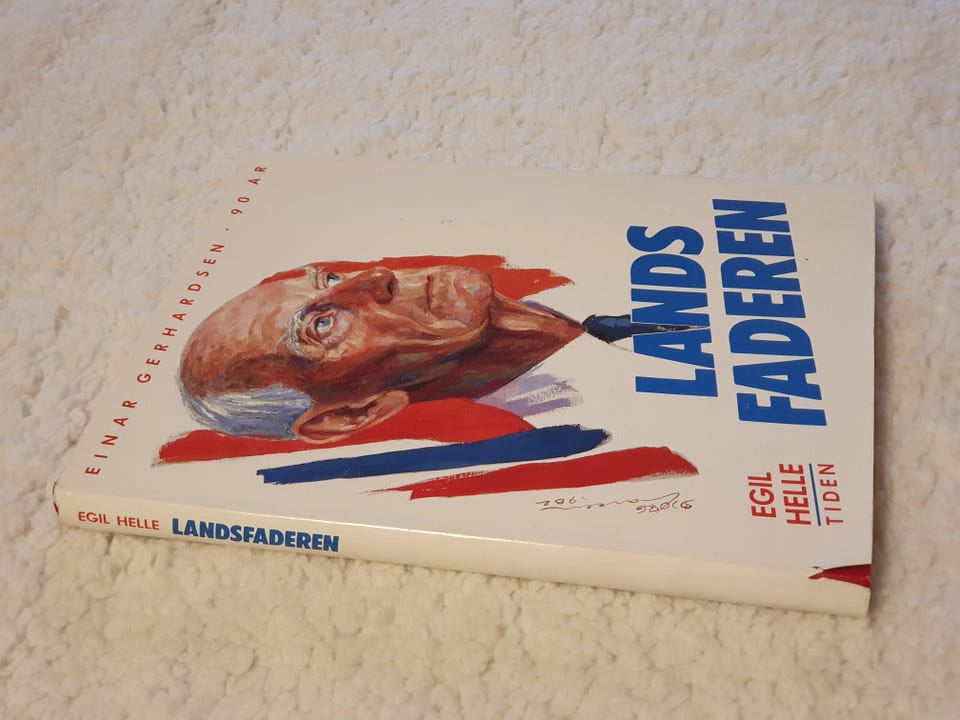 EINAR GERHARDSEN · 90 ÅR
LANDS
FADEREN
EGIL
HELLE
TIDEN
EGIL HELLE LANDSFADEREN